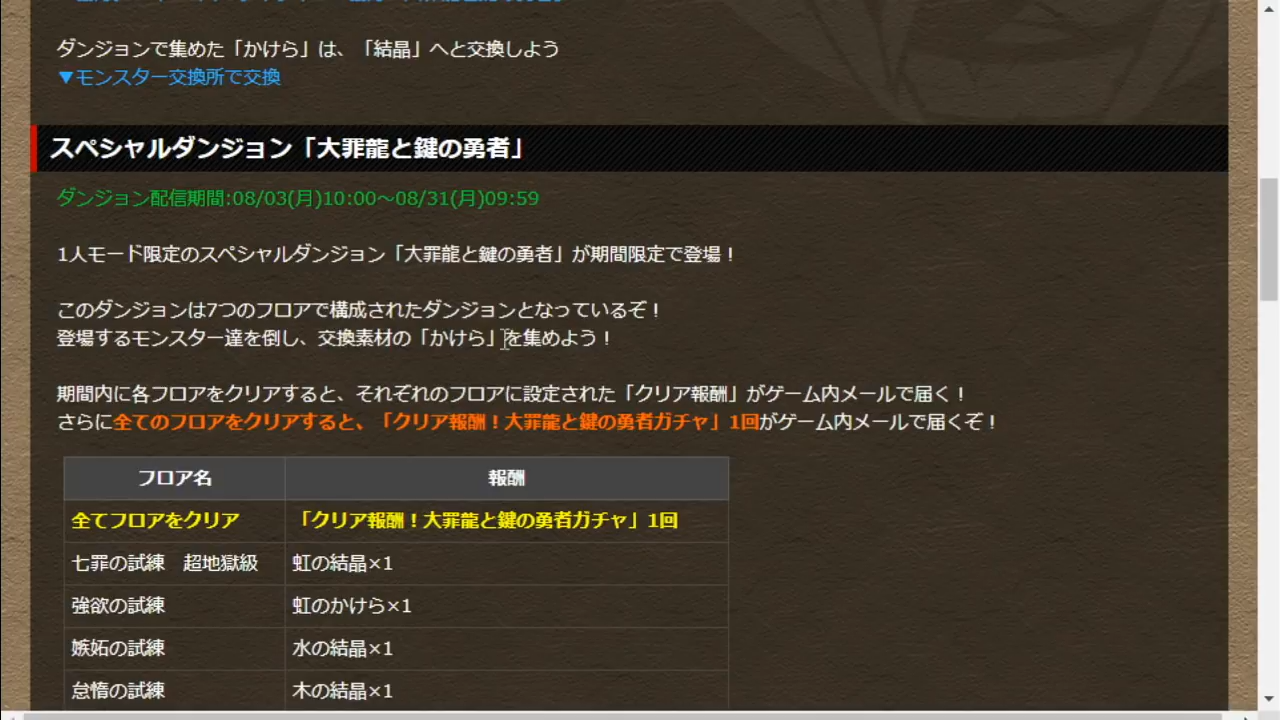 ダンジョンで集めた「かけら」は、「結晶」へと交換しよう
▼モンスター交換所で交換
スペシャルダンジョン「大罪龍と鍵の勇者」
ダンジョン配信期間:08/03(月)10:00～08/31(月)09:59
1人モード限定のスペシャルダンジョン「大罪龍と鍵の勇者」が期間限定で登場！
このダンジョンは7つのフロアで構成されたダンジョンとなっているぞ！
登場するモンスター達を倒し、交換素材の「かけら」を集めよう！
期間内に各フロアをクリアすると、それぞれのフロアに設定された「クリア報酬」がゲーム内メールで届く！
さらに全てのフロアをクリアすると、「クリア報酬！大罪龍と鍵の勇者ガチャ」1回がゲーム内メールで届くぞ！
フロア名 報酬
全てフロアをクリア 「クリア報酬！大罪龍と鍵の勇者ガチャ」1回
七罪の試練　超地獄級 虹の結晶×1
強欲の試練 虹のかけら×1
嫉妬の試練 水の結晶×1
怠惰の試練 木の結晶×1